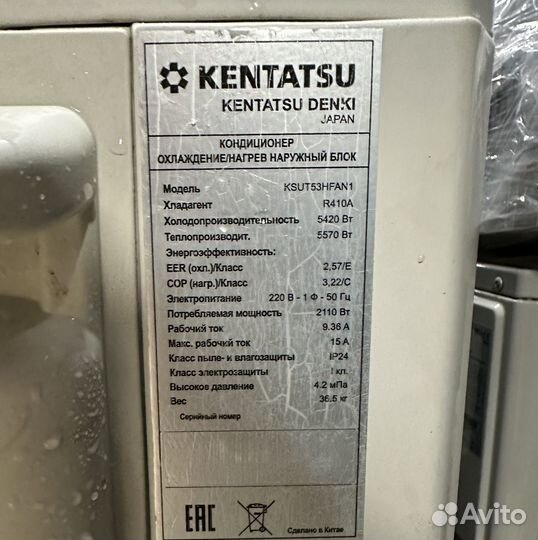 KENTATSU
KENTATSU DENKI
JAPAN
КОНДИЦИОНЕР
ОХЛАЖДЕНИЕ/НАГРЕВ НАРУЖНЫЙ БЛОК
Модель KSUT53HFAN1
Хладагент R410A
Холодопроизводительность 5420 Вт
Теплопроизводит. 5570 Вт
Энергоэффективность:
EER (охл.)/Класс 2,57/E
COP (нагр.)/Класс 3,22/C
Электропитание 220 В - 1 Ф - 50 Гц
Потребляемая мощность 2110 Вт
Рабочий ток 9.36 А
Макс. рабочий ток 15 А
Класс пыле- и влагозащиты IP24
Класс электрозащиты I кл.
Высокое давление 4.2 мПа
Вес 36.5 кг
Серийный номер
EAC
Сделано в Китае
Avito